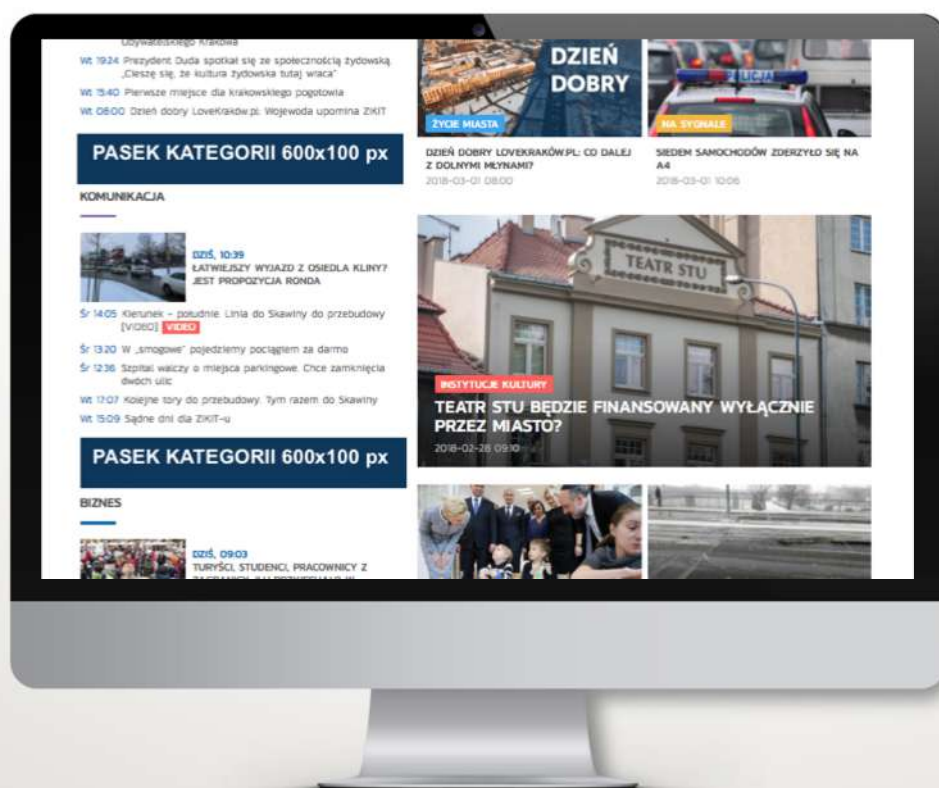 Obywatelskiego Krakowa
Wt 19:24 Prezydent Duda spotkał się ze społecznością żydowską.
„Cieszę się, że kultura żydowska tutaj wraca”
Wt 15:40 Pierwsze miejsce dla krakowskiego pogotowia
Wt 08:00 Dzień dobry LoveKraków.pl: Wojewoda upomina ZIKIT
PASEK KATEGORII 600x100 px
KOMUNIKACJA
DZIŚ, 10:39
ŁATWIEJSZY WYJAZD Z OSIEDLA KLINY?
JEST PROPOZYCJA RONDA
Śr 14:05 Kierunek – południe. Linia do Skawiny do przebudowy
[VIDEO] VIDEO
Śr 13:20 W „smogowe” pojedziemy pociągiem za darmo
Śr 12:36 Szpital walczy o miejsca parkingowe. Chce zamknięcia
dwóch ulic
Wt 17:07 Kolejne tory do przebudowy. Tym razem do Skawiny
Wt 15:09 Sądne dni dla ZIKiT-u
PASEK KATEGORII 600x100 px
BIZNES
DZIŚ, 09:03
TURYŚCI, STUDENCI, PRACOWNICY Z
DZIEŃ
DOBRY
ŻYCIE MIASTA
DZIEŃ DOBRY LOVEKRAKÓW.PL: CO DALEJ
Z DOLNYMI MŁYNAMI?
2018-03-01 08:00
POLICJA
NA SYGNALE
SIEDEM SAMOCHODÓW ZDERZYŁO SIĘ NA
A4
2018-03-01 10:06
TEATR STU
INSTYTUCJE KULTURY
TEATR STU BĘDZIE FINANSOWANY WYŁĄCZNIE
PRZEZ MIASTO?
2018-02-28 09:10